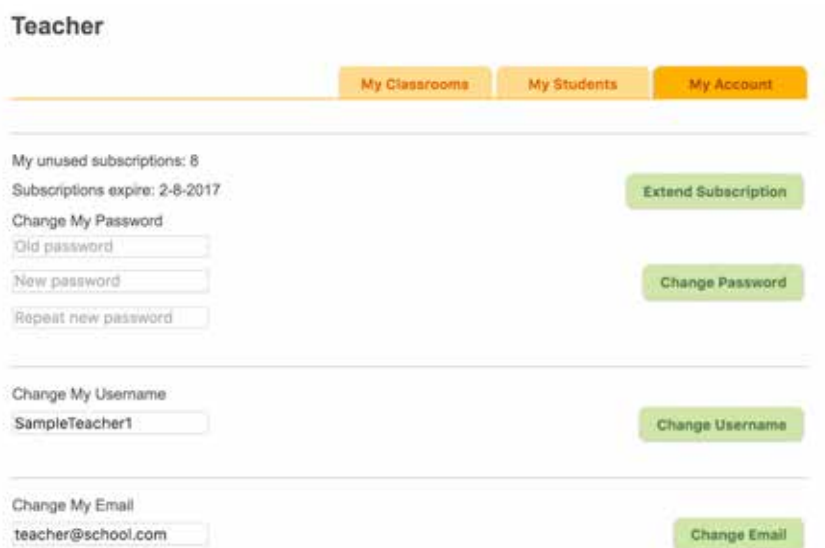 Teacher
My Classrooms My Students My Account
My unused subscriptions: 8
Subscriptions expire: 2-8-2017
Extend Subscription
Change My Password
Old password
New password
Change Password
Repeat new password
Change My Username
SampleTeacher1
Change Username
Change My Email
teacher@school.com
Change Email